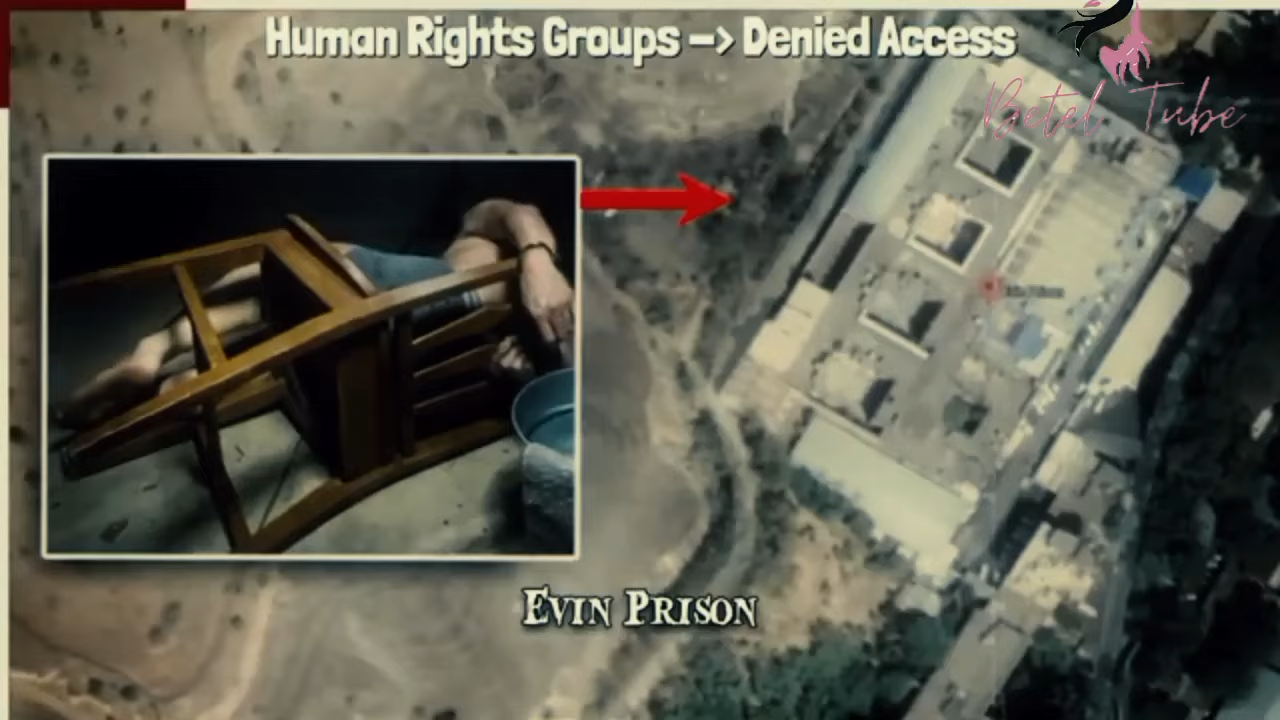 Human Rights Groups –> Denied Access
Betel Tube
Evin Prison